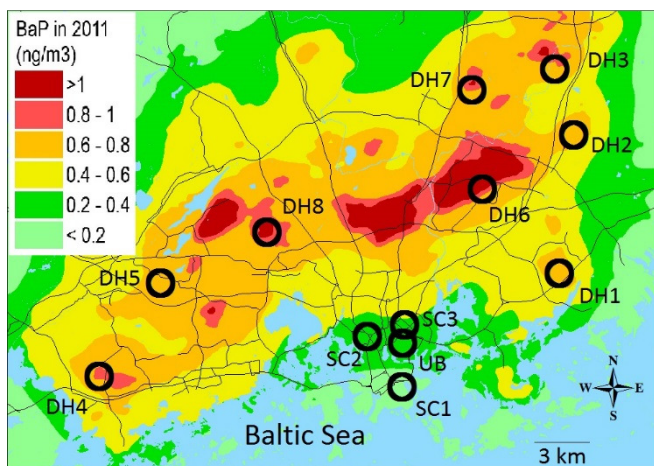 BaP in 2011
(ng/m3)
>1
0.8 - 1
0.6 - 0.8
0.4 - 0.6
0.2 - 0.4
< 0.2
DH7
DH3
DH2
DH6
DH8
DH5
DH1
SC3
SC2
UB
DH4
SC1
N
W E
S
Baltic Sea
3 km